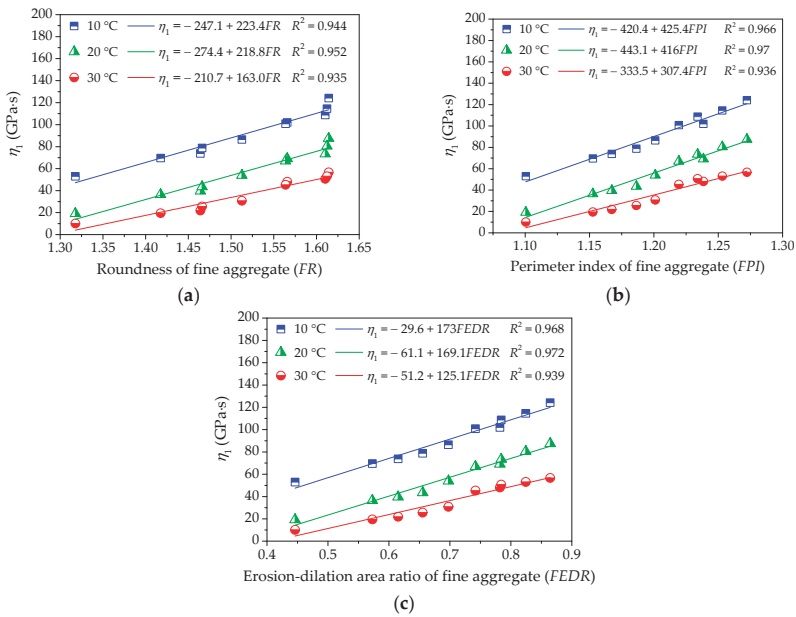 10 °C η₁ = − 247.1 + 223.4FR R² = 0.944
20 °C η₁ = − 274.4 + 218.8FR R² = 0.952
30 °C η₁ = − 210.7 + 163.0FR R² = 0.935
200
180
160
140
120
100
80
60
40
20
0
η₁ (GPa·s)
1.30 1.35 1.40 1.45 1.50 1.55 1.60 1.65
Roundness of fine aggregate (FR)
(a)
10 °C η₁ = − 420.4 + 425.4FPI R² = 0.966
20 °C η₁ = − 443.1 + 416FPI R² = 0.97
30 °C η₁ = − 333.5 + 307.4FPI R² = 0.936
200
180
160
140
120
100
80
60
40
20
0
η₁ (GPa·s)
1.10 1.15 1.20 1.25 1.30
Perimeter index of fine aggregate (FPI)
(b)
10 °C η₁ = − 29.6 + 173FEDR R² = 0.968
20 °C η₁ = − 61.1 + 169.1FEDR R² = 0.972
30 °C η₁ = − 51.2 + 125.1FEDR R² = 0.939
200
180
160
140
120
100
80
60
40
20
0
η₁ (GPa·s)
0.4 0.5 0.6 0.7 0.8 0.9
Erosion-dilation area ratio of fine aggregate (FEDR)
(c)